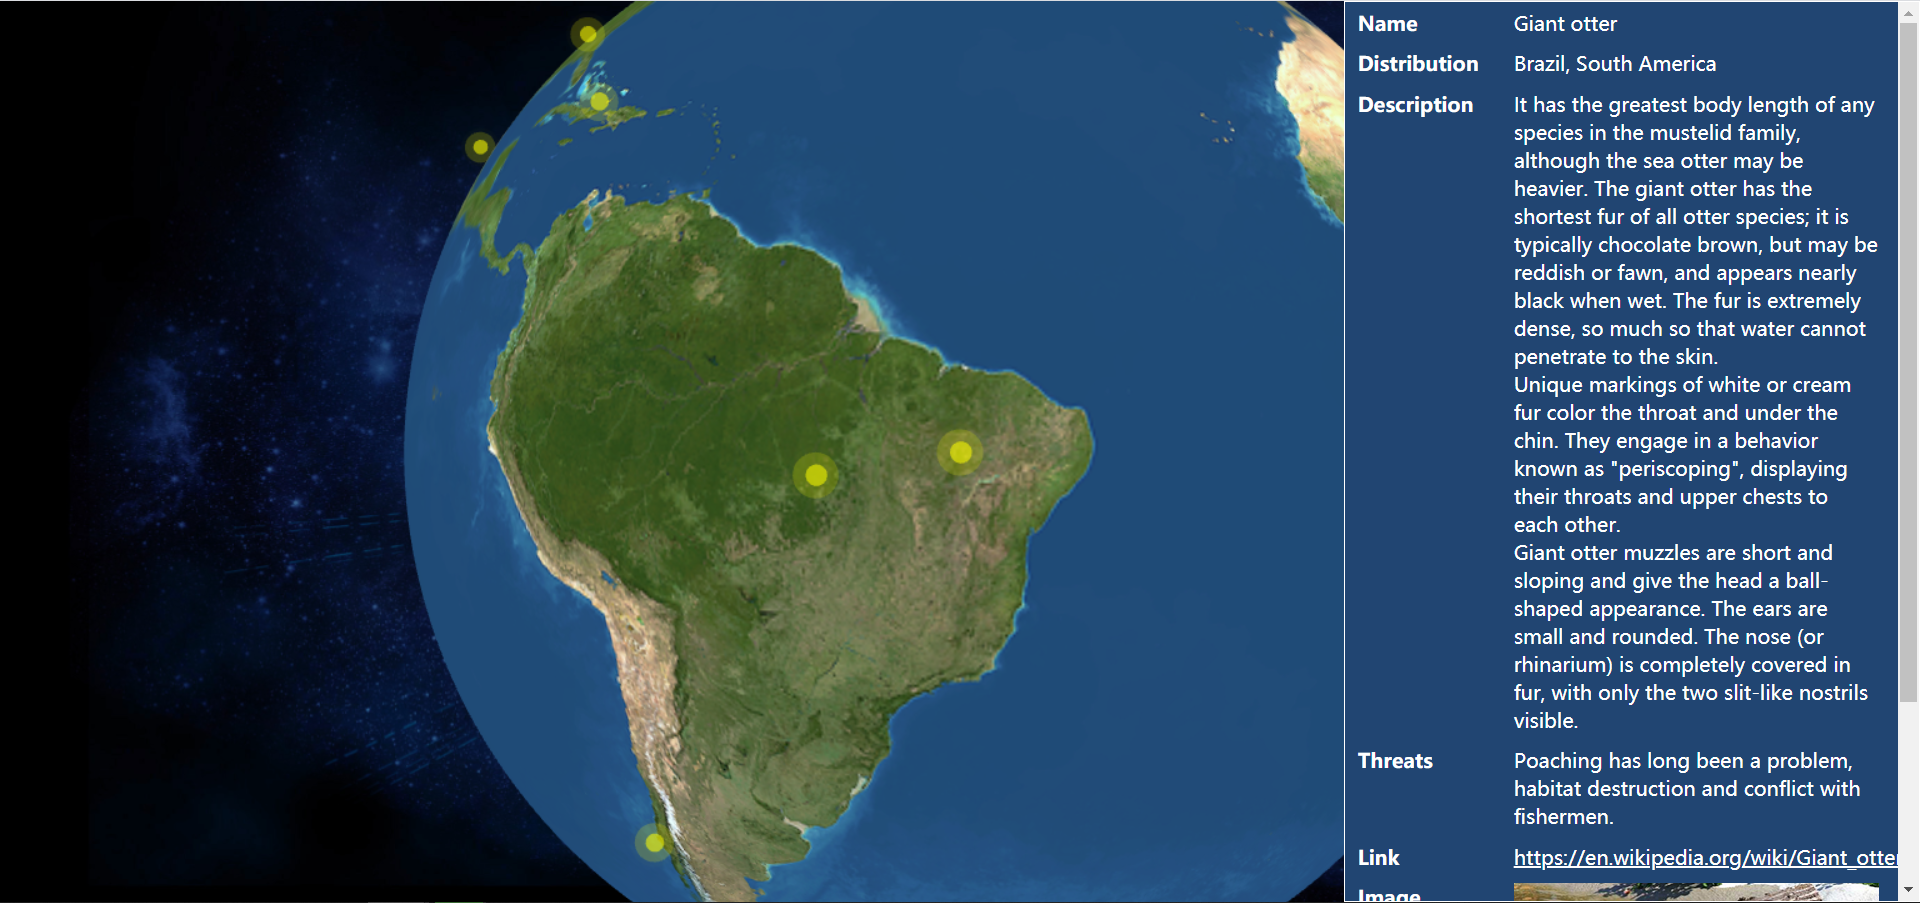 Name Giant otter
Distribution Brazil, South America
Description It has the greatest body length of any
species in the mustelid family,
although the sea otter may be
heavier. The giant otter has the
shortest fur of all otter species; it is
typically chocolate brown, but may be
reddish or fawn, and appears nearly
black when wet. The fur is extremely
dense, so much so that water cannot
penetrate to the skin.
Unique markings of white or cream
fur color the throat and under the
chin. They engage in a behavior
known as "periscoping", displaying
their throats and upper chests to
each other.
Giant otter muzzles are short and
sloping and give the head a ball-
shaped appearance. The ears are
small and rounded. The nose (or
rhinarium) is completely covered in
fur, with only the two slit-like nostrils
visible.
Threats Poaching has long been a problem,
habitat destruction and conflict with
fishermen.
Link https://en.wikipedia.org/wiki/Giant_otter
Image